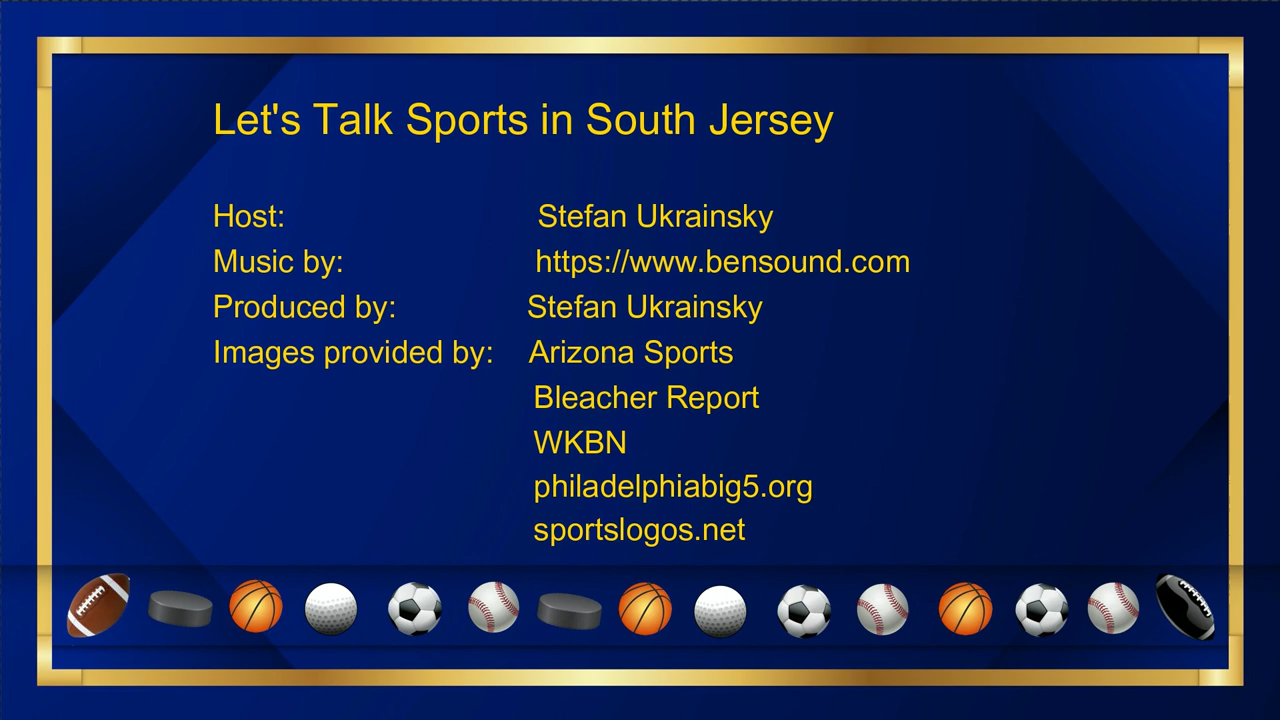 Let's Talk Sports in South Jersey
Host: Stefan Ukrainsky
Music by: https://www.bensound.com
Produced by: Stefan Ukrainsky
Images provided by: Arizona Sports
Bleacher Report
WKBN
philadelphiabig5.org
sportslogos.net